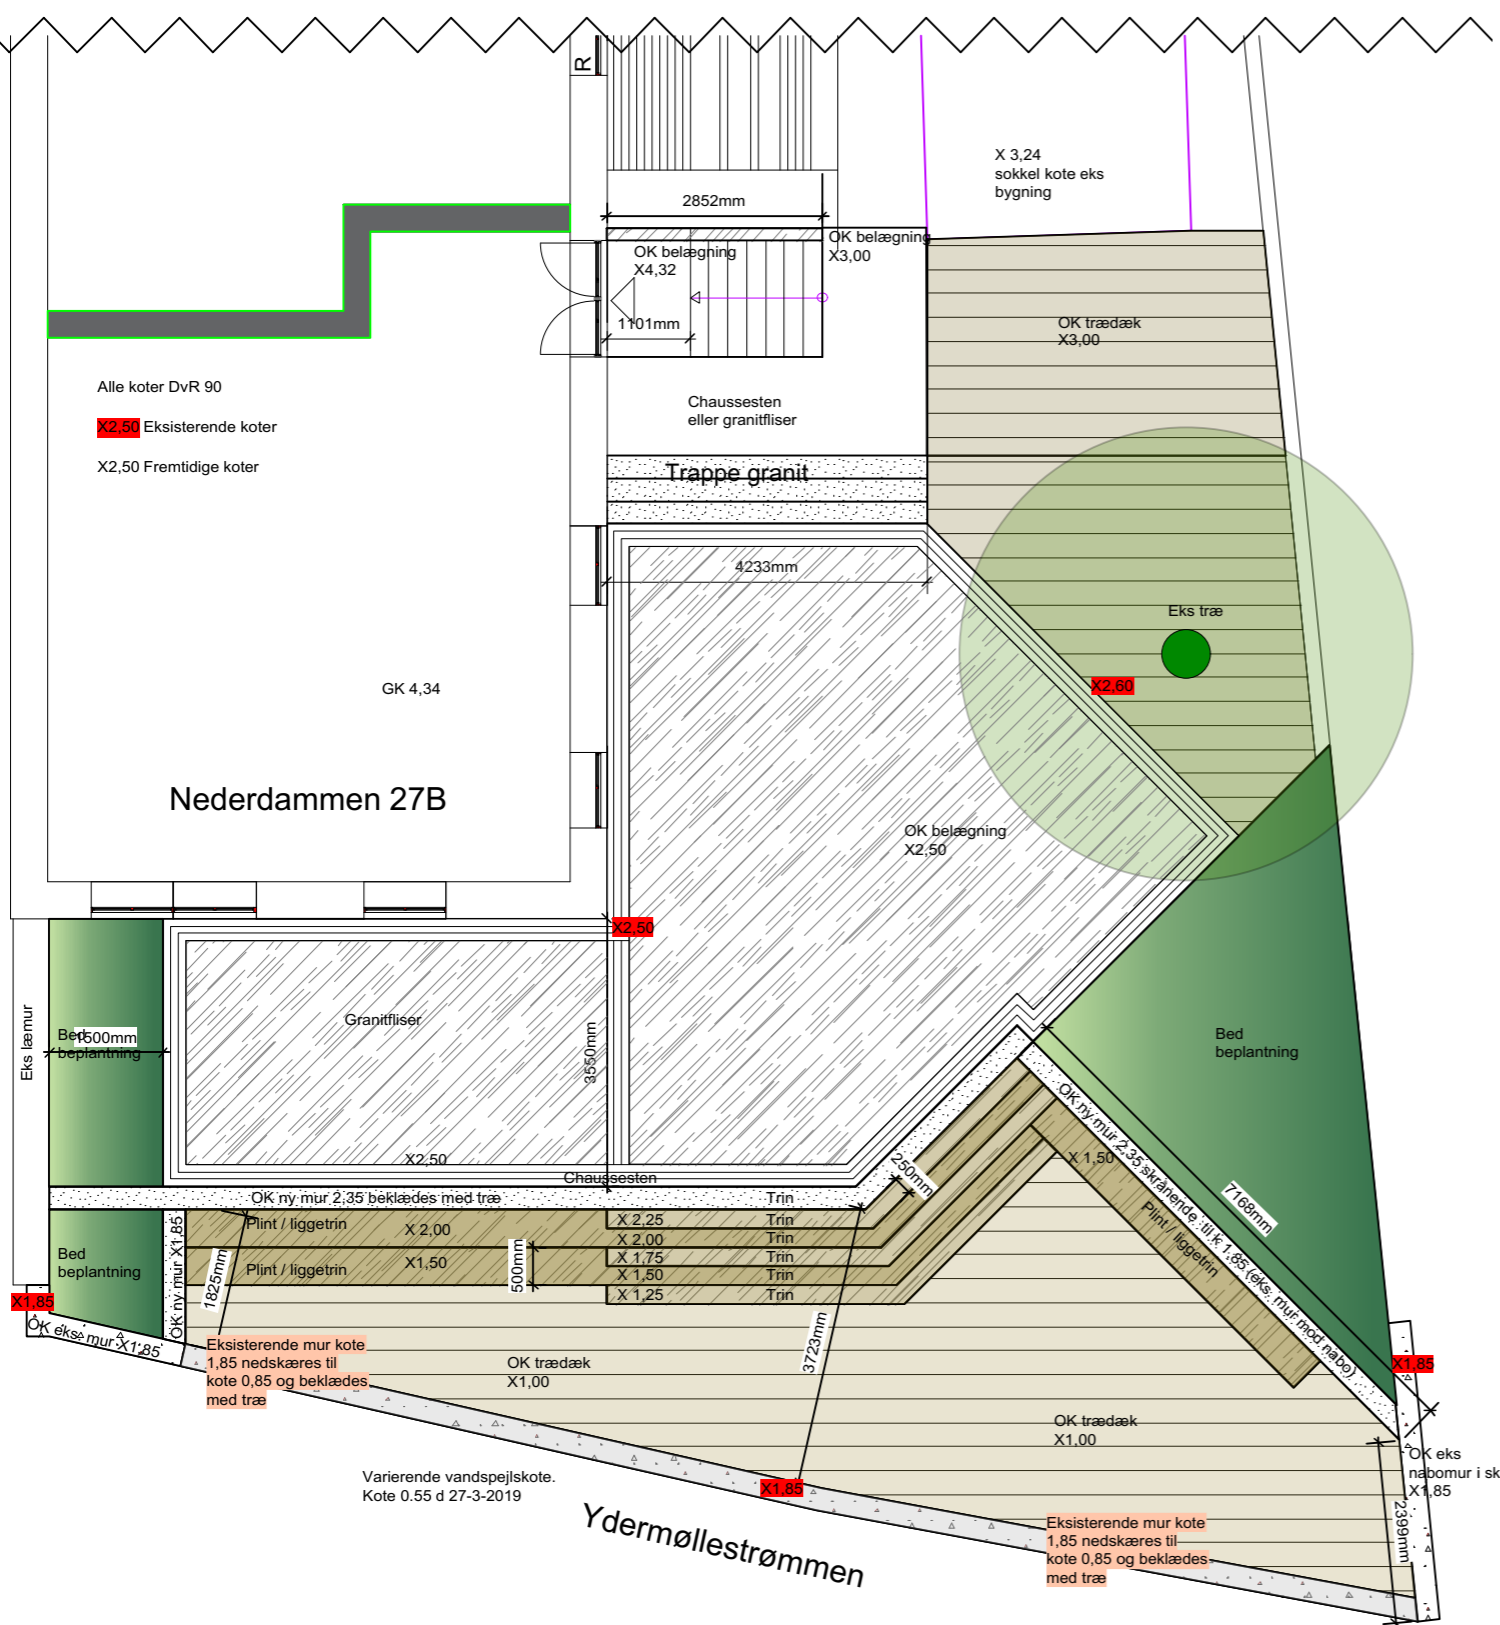 R
X 3,24
sokkel kote eks
bygning
2852mm
OK belægning
X4,32
OK belægning
X3,00
1101mm
OK trædæk
X3,00
Alle koter DvR 90
X2,50 Eksisterende koter
X2,50 Fremtidige koter
Chaussesten
eller granitfliser
Trappe granit
4233mm
Eks træ
X2,60
GK 4,34
Nederdammen 27B
OK belægning
X2,50
X2,50
Eks læmur
Bed
beplantning
1500mm
Granitfliser
3550mm
Bed
beplantning
X2,50
Chaussesten
250mm
OK ny mur 2,35 skrånende til k 1,85 (eks. mur mod nabo)
X 1,50
7168mm
Plint / liggetrin
OK ny mur 2,35 beklædes med træ
Trin
Plint / liggetrin
X 2,00
X 2,25
Trin
X 2,00
Trin
Plint / liggetrin
X1,50
X 1,75
Trin
X 1,50
Trin
X 1,25
Trin
500mm
1825mm
OK ny mur X1,85
Bed
beplantning
X1,85
OK eks mur X1,85
Eksisterende mur kote
1,85 nedskæres til
kote 0,85 og beklædes
med træ
OK trædæk
X1,00
3723mm
X1,85
OK trædæk
X1,00
OK eks
nabomur i sk
X1,85
2399mm
Varierende vandspejlskote.
Kote 0.55 d 27-3-2019
X1,85
Ydermøllestrømmen
Eksisterende mur kote
1,85 nedskæres til
kote 0,85 og beklædes
med træ